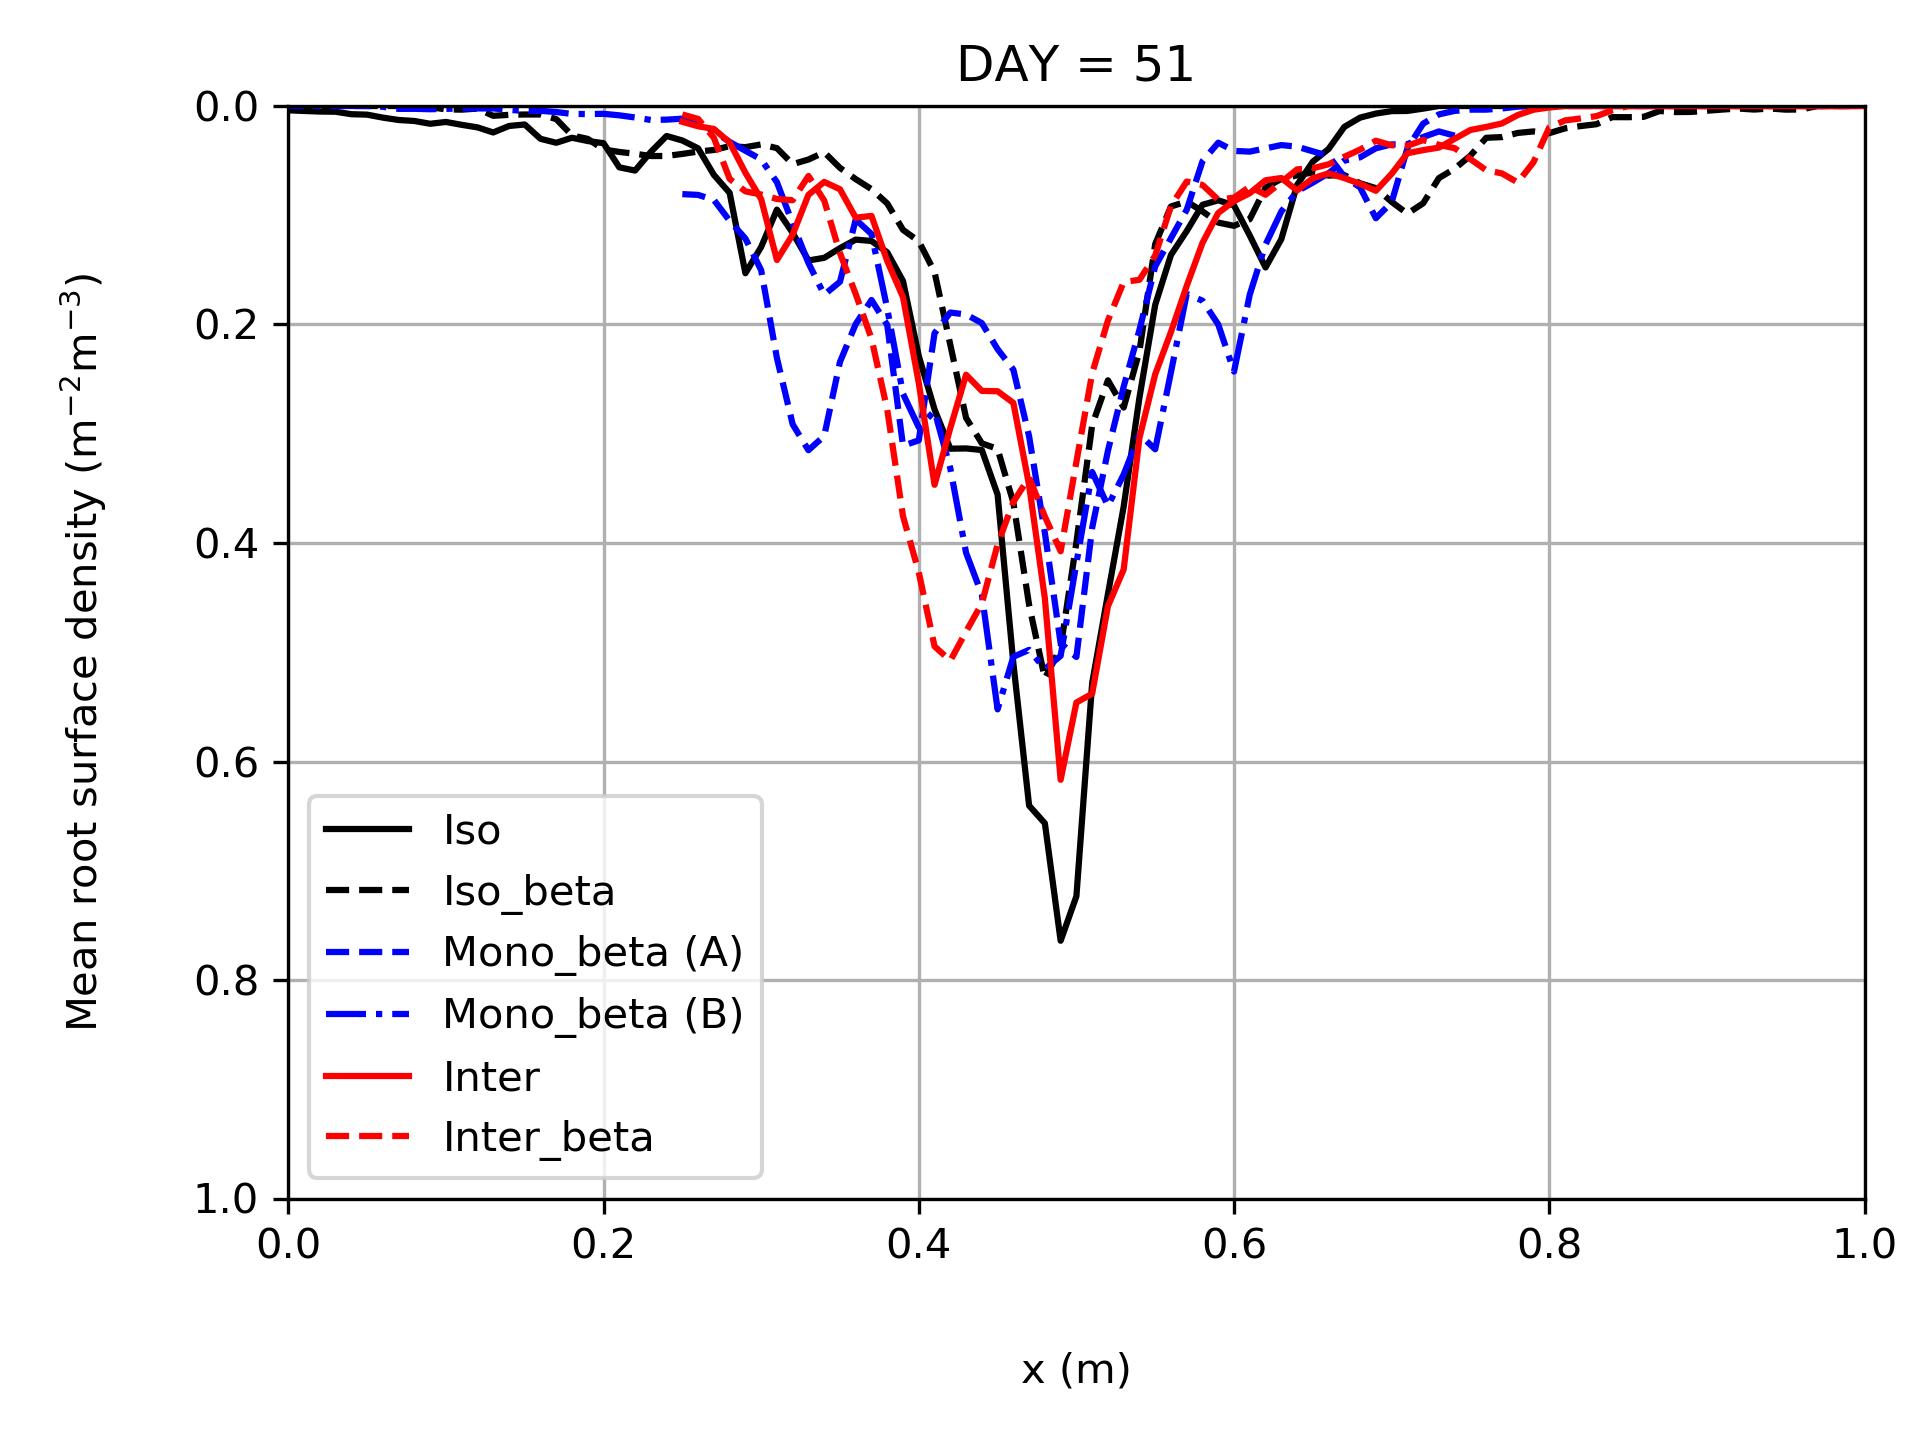 DAY = 51
Mean root surface density (m⁻²m⁻³)
0.0
0.2
0.4
0.6
0.8
1.0
Iso
Iso_beta
Mono_beta (A)
Mono_beta (B)
Inter
Inter_beta
0.0 0.2 0.4 0.6 0.8 1.0
x (m)